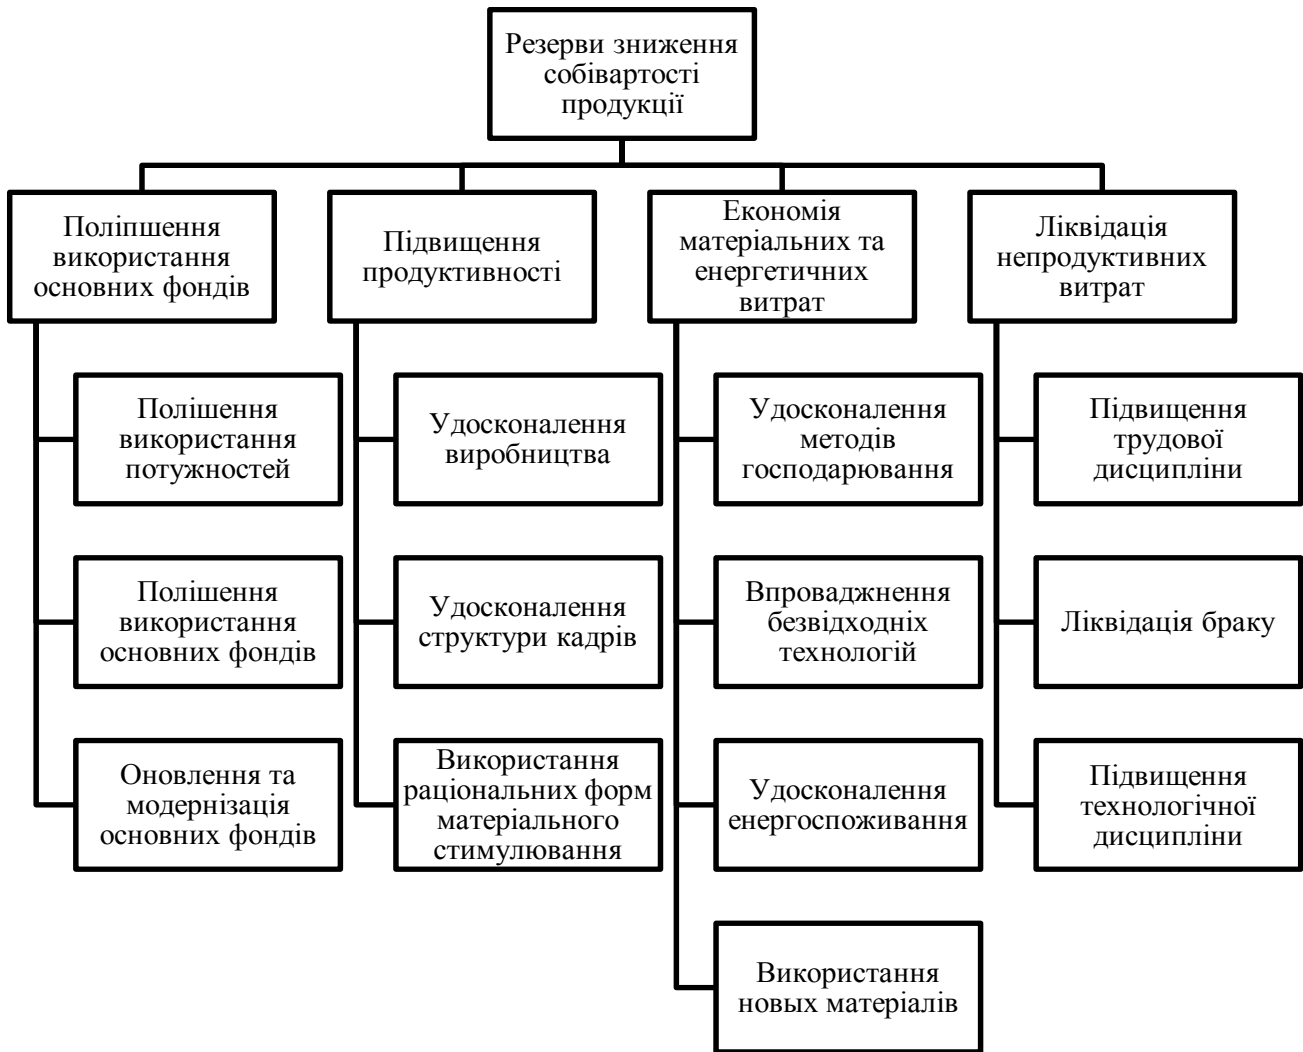 Резерви зниження
собівартості
продукції
Поліпшення
використання
основних фондів
Підвищення
продуктивності
Економія
матеріальних та
енергетичних
витрат
Ліквідація
непродуктивних
витрат
Полішення
використання
потужностей
Удосконалення
виробництва
Удосконалення
методів
господарювання
Підвищення
трудової
дисципліни
Полішення
використання
основних фондів
Удосконалення
структури кадрів
Впроваджнення
безвідходніх
технологій
Ліквідація браку
Оновлення та
модернізація
основних фондів
Використання
раціональних форм
матеріального
стимулювання
Удосконалення
енергоспоживання
Підвищення
технологічної
дисципліни
Використання
новых матеріалів